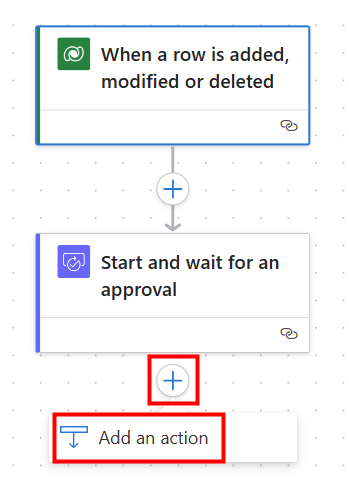 When a row is added,
modified or deleted
Start and wait for an
approval
Add an action